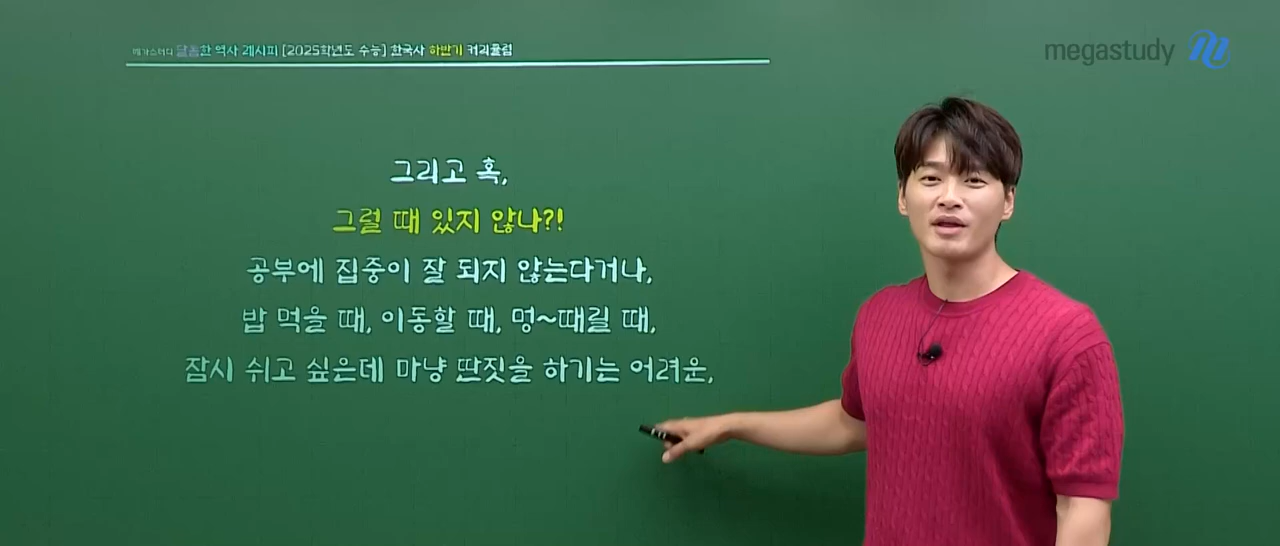 메가스터디 달콤한 역사 레시피 [2025학년도 수능] 한국사 하반기 커리큘럼
megastudy
그리고 혹,
그럴 때 있지 않나?!
공부에 집중이 잘 되지 않는다거나,
밥 먹을 때, 이동할 때, 멍~때릴 때,
잠시 쉬고 싶은데 마냥 딴짓을 하기는 어려운,